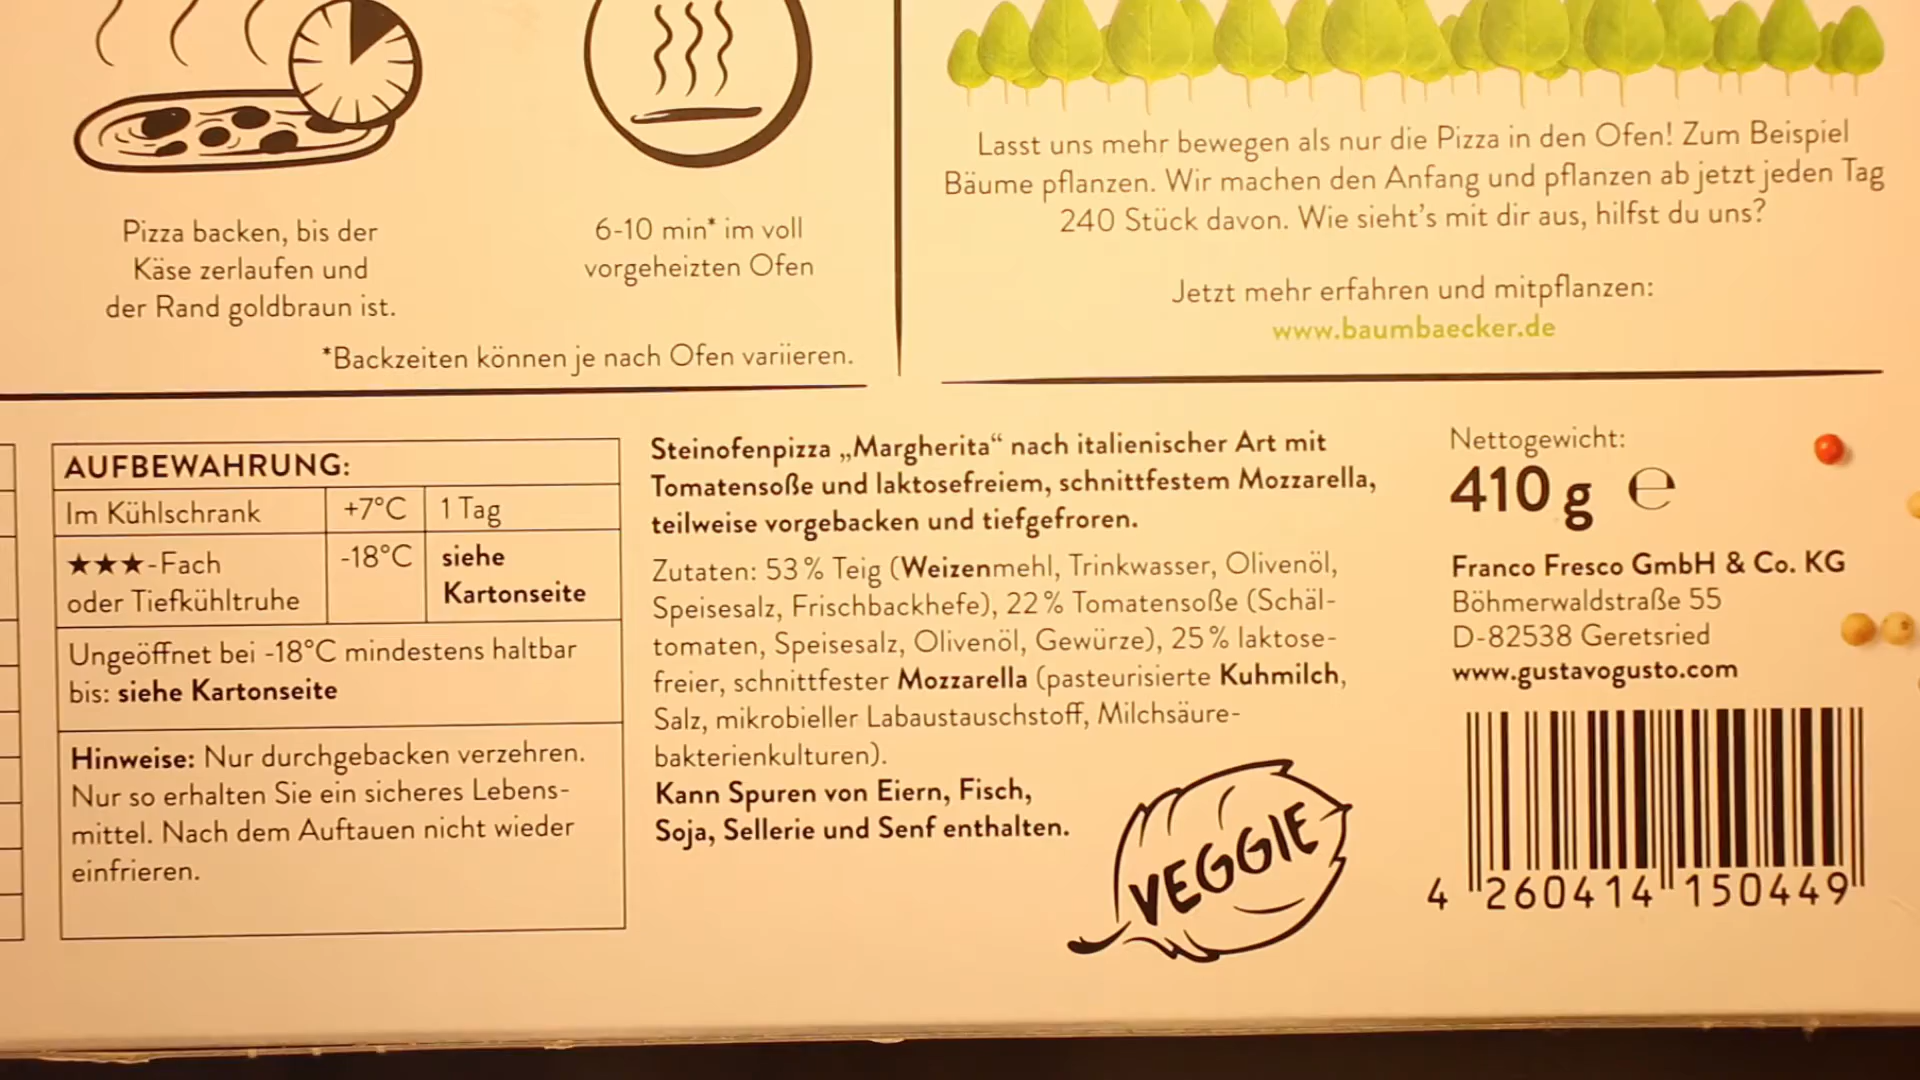 Pizza backen, bis der
Käse zerlaufen und
der Rand goldbraun ist.
6-10 min* im voll
vorgeheizten Ofen
*Backzeiten können je nach Ofen variieren.
Lasst uns mehr bewegen als nur die Pizza in den Ofen! Zum Beispiel
Bäume pflanzen. Wir machen den Anfang und pflanzen ab jetzt jeden Tag
240 Stück davon. Wie sieht's mit dir aus, hilfst du uns?
Jetzt mehr erfahren und mitpflanzen:
www.baumbaecker.de
AUFBEWAHRUNG:
Im Kühlschrank +7°C 1 Tag
★★★-Fach -18°C siehe
oder Tiefkühltruhe Kartonseite
Ungeöffnet bei -18°C mindestens haltbar
bis: siehe Kartonseite
Hinweise: Nur durchgebacken verzehren.
Nur so erhalten Sie ein sicheres Lebens-
mittel. Nach dem Auftauen nicht wieder
einfrieren.
Steinofenpizza „Margherita“ nach italienischer Art mit
Tomatensoße und laktosefreiem, schnittfestem Mozzarella,
teilweise vorgebacken und tiefgefroren.
Zutaten: 53 % Teig (Weizenmehl, Trinkwasser, Olivenöl,
Speisesalz, Frischbackhefe), 22 % Tomatensoße (Schäl-
tomaten, Speisesalz, Olivenöl, Gewürze), 25 % laktose-
freier, schnittfester Mozzarella (pasteurisierte Kuhmilch,
Salz, mikrobieller Labaustauschstoff, Milchsäure-
bakterienkulturen).
Kann Spuren von Eiern, Fisch,
Soja, Sellerie und Senf enthalten.
VEGGIE
Nettogewicht:
410 g ℮
Franco Fresco GmbH & Co. KG
Böhmerwaldstraße 55
D-82538 Geretsried
www.gustavogusto.com
4 260414 150449